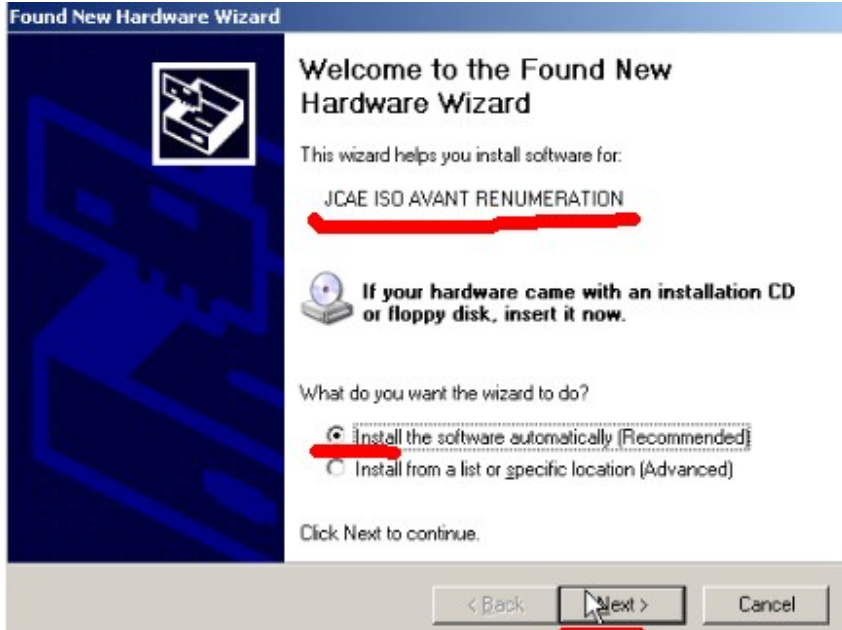 Found New Hardware Wizard
Welcome to the Found New
Hardware Wizard
This wizard helps you install software for:
JCAE ISO AVANT RENUMERATION
If your hardware came with an installation CD
or floppy disk, insert it now.
What do you want the wizard to do?
Install the software automatically (Recommended)
Install from a list or specific location (Advanced)
Click Next to continue.
< Back
Next >
Cancel